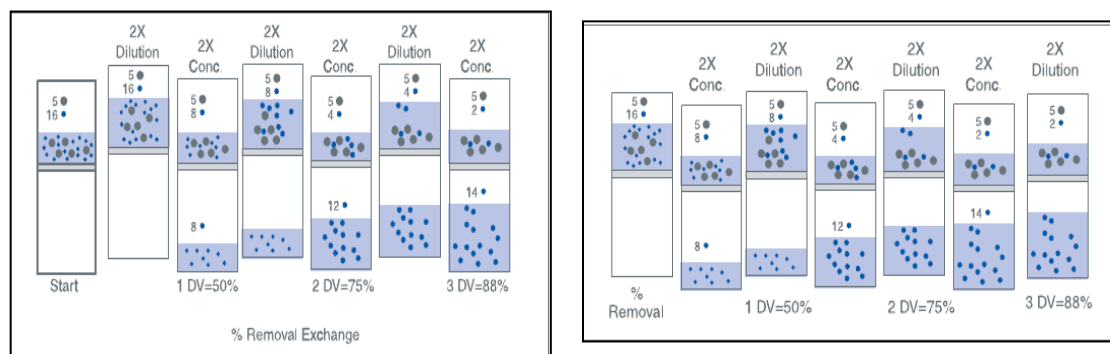 2X
Dilution
5
16
2X
Conc.
5
8
8
2X
Dilution
5
8
2X
Conc.
5
4
12
2X
Dilution
5
4
2X
Conc.
5
2
14
5
16
Start
1 DV=50%
2 DV=75%
3 DV=88%
% Removal Exchange
5
16
2X
Conc.
5
8
8
2X
Dilution
5
8
2X
Conc.
5
4
12
2X
Dilution
5
4
2X
Conc.
5
2
14
2X
Dilution
5
2
%
Removal
1 DV=50%
2 DV=75%
3 DV=88%